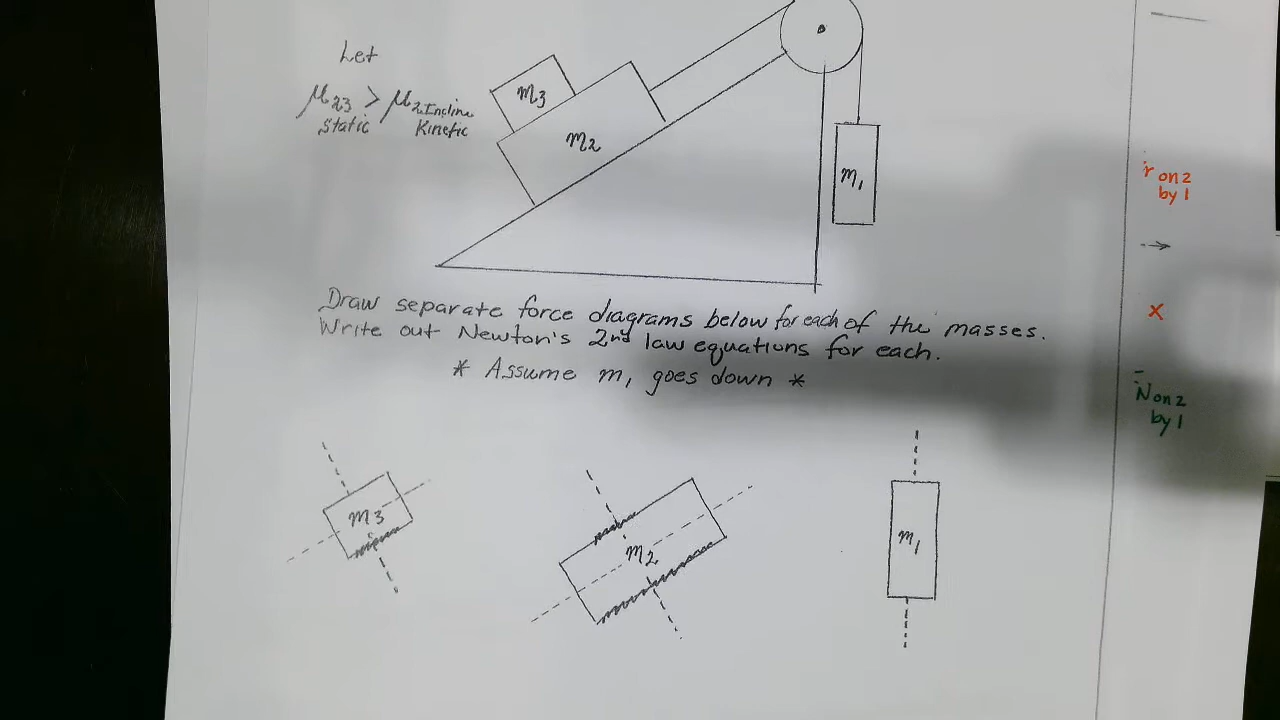 Let
μ23 > μ2 Incline
Static Kinetic
m3
m2
m1
Draw separate force diagrams below for each of the masses.
Write out Newton's 2nd law equations for each.
* Assume m1 goes down *
m3
m2
m1
on 2
by 1
X
N on 2
by 1